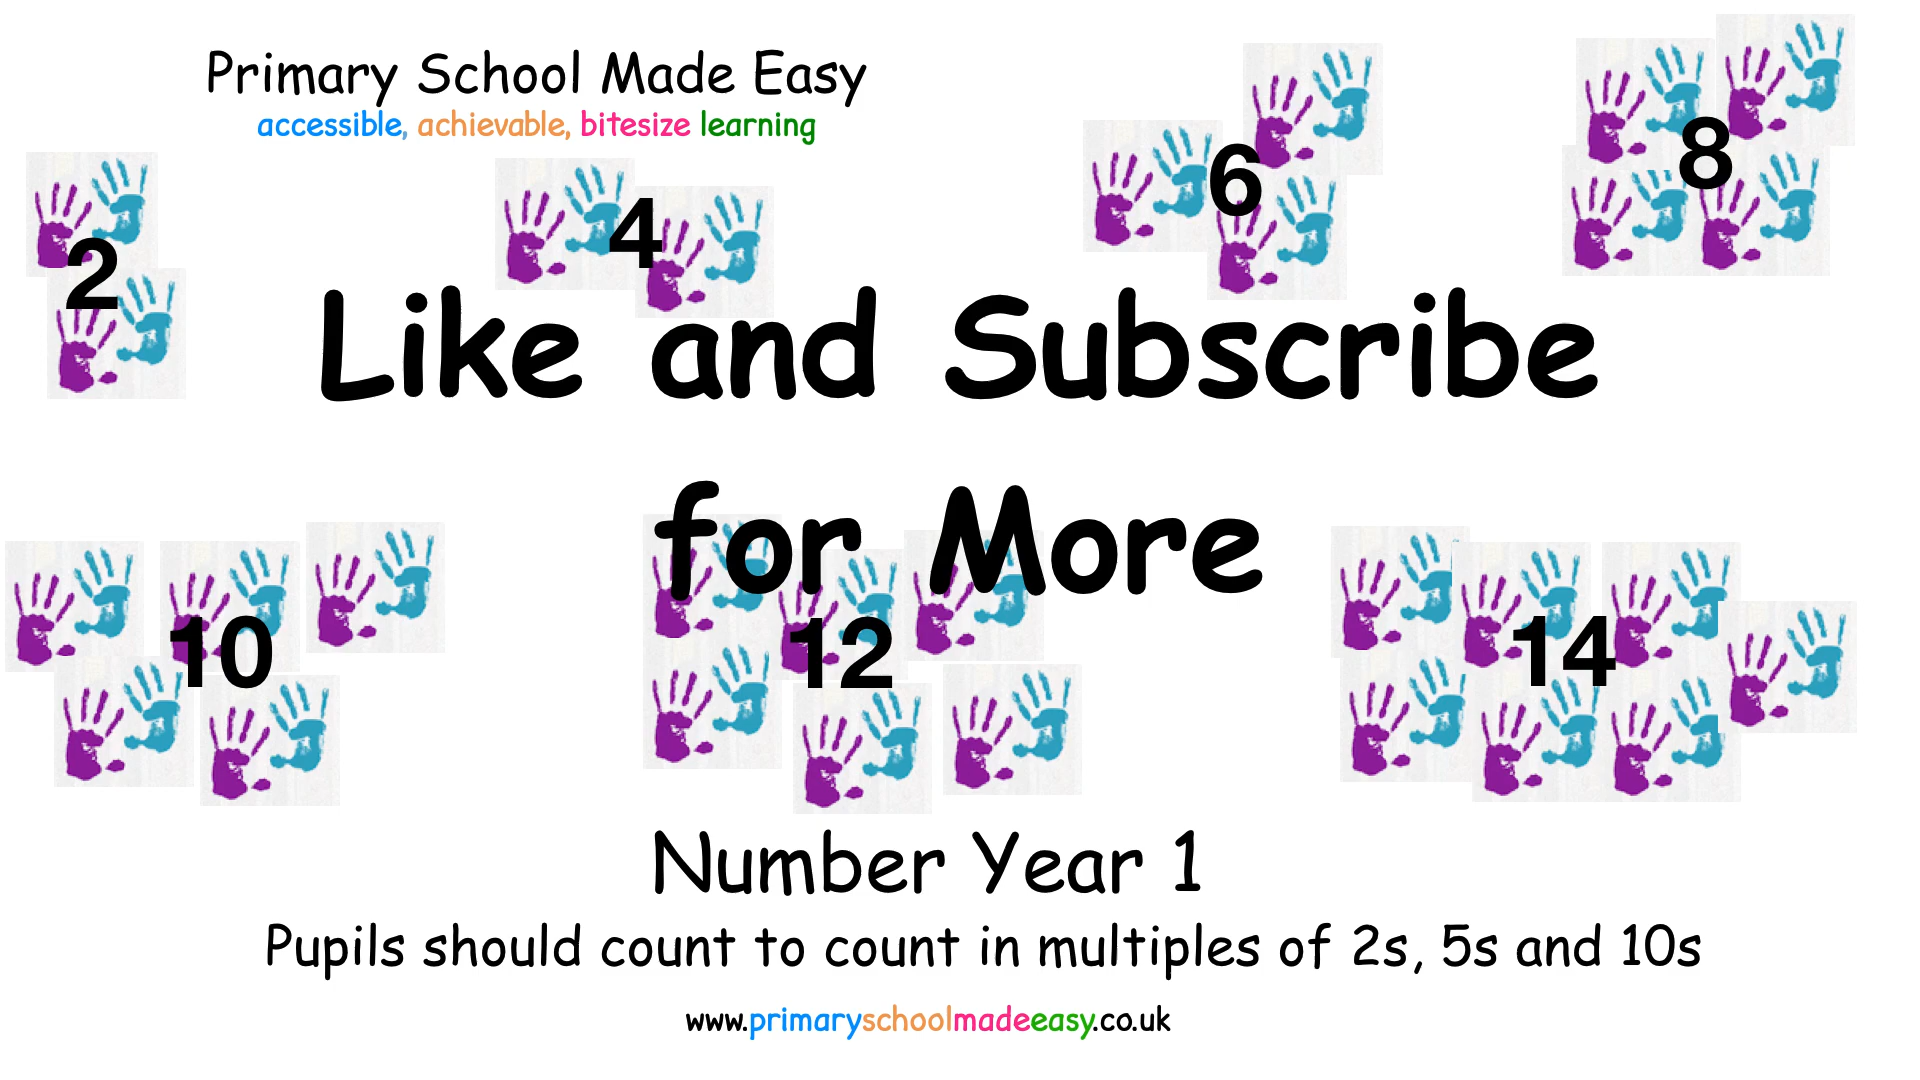 Primary School Made Easy
accessible, achievable, bitesize learning
2
4
6
8
Like and Subscribe
for More
10
12
14
Number Year 1
Pupils should count to count in multiples of 2s, 5s and 10s
www.primaryschoolmadeeasy.co.uk